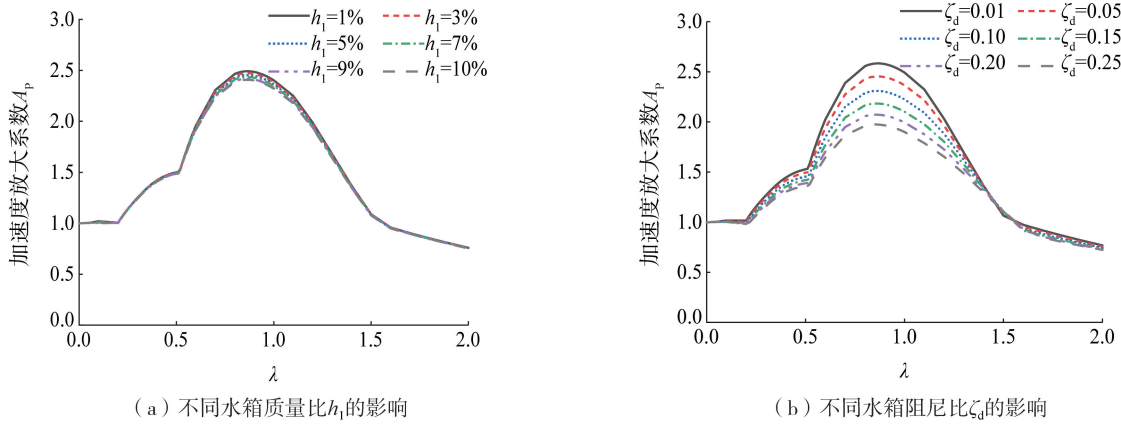 加速度放大系数Ap
3.0
2.5
2.0
1.5
1.0
0.5
0.0
h1=1% h1=3%
h1=5% h1=7%
h1=9% h1=10%
0.0 0.5 1.0 1.5 2.0
λ
（a）不同水箱质量比h1的影响
加速度放大系数Ap
3.0
2.5
2.0
1.5
1.0
0.5
0.0
ζd=0.01 ζd=0.05
ζd=0.10 ζd=0.15
ζd=0.20 ζd=0.25
0.0 0.5 1.0 1.5 2.0
λ
（b）不同水箱阻尼比ζd的影响